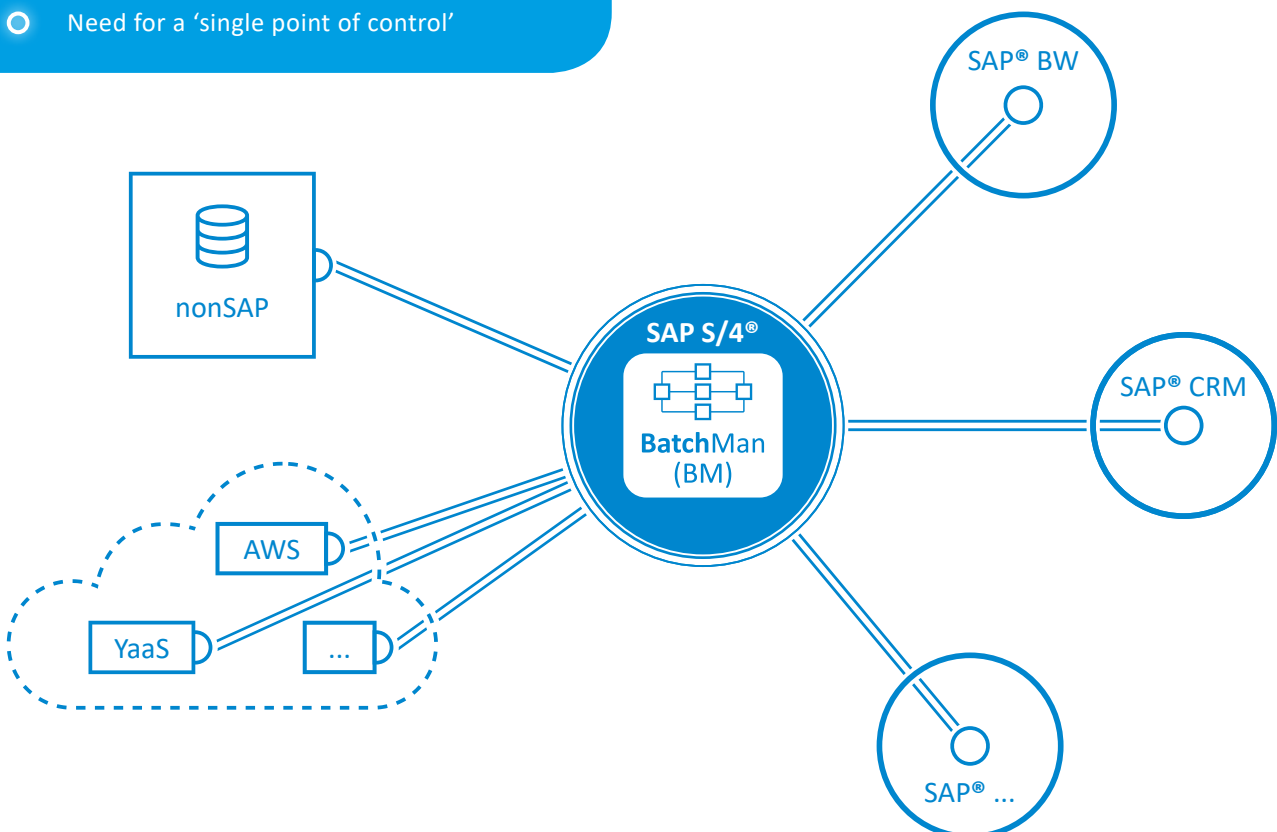 Need for a ‘single point of control’
SAP® BW
nonSAP
SAP S/4®
BatchMan
(BM)
SAP® CRM
AWS
YaaS
...
SAP® ...